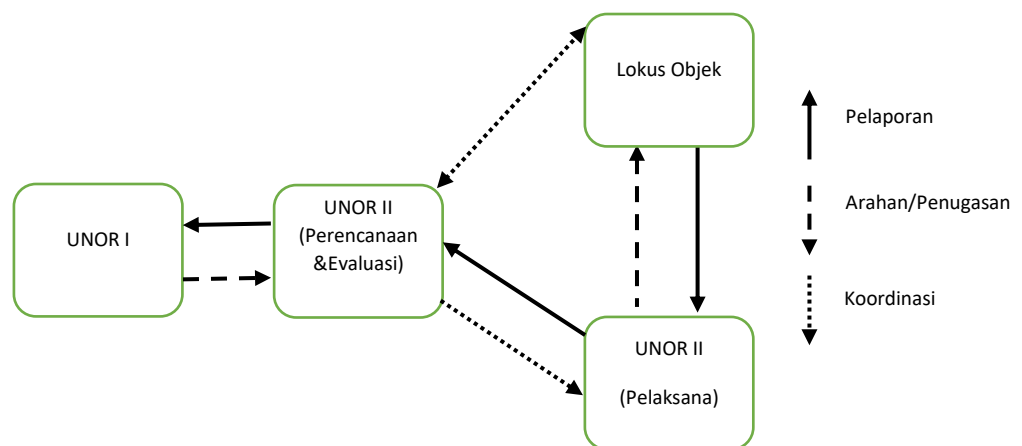 Lokus Objek
Pelaporan
UNOR I
UNOR II
(Perencanaan
&Evaluasi)
Arahan/Penugasan
Koordinasi
UNOR II
(Pelaksana)